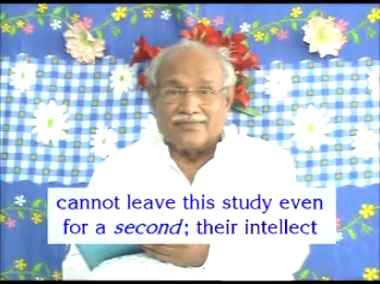 cannot leave this study even
for a second; their intellect